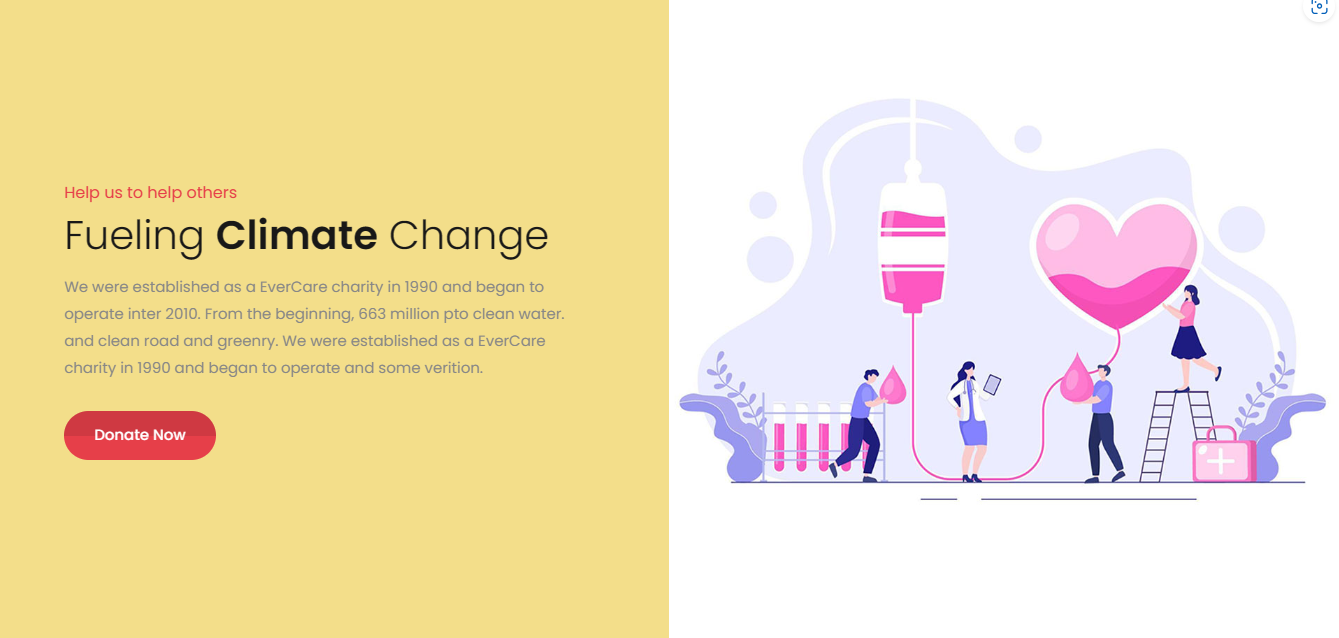 Help us to help others
Fueling Climate Change
We were established as a EverCare charity in 1990 and began to
operate inter 2010. From the beginning, 663 million pto clean water.
and clean road and greenry. We were established as a EverCare
charity in 1990 and began to operate and some verition.
Donate Now